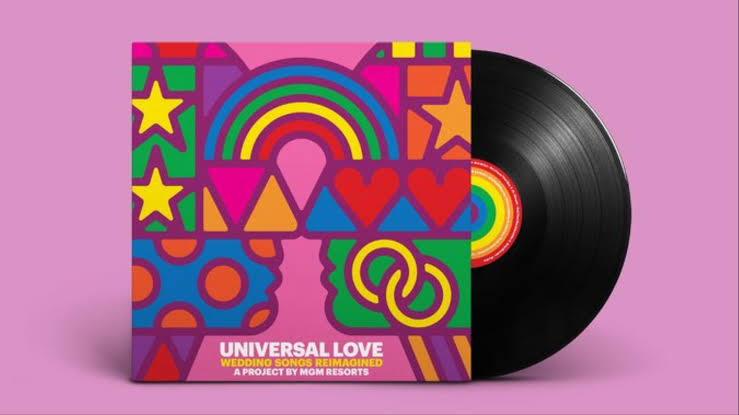 UNIVERSAL LOVE
WEDDING SONGS REIMAGINED
A PROJECT BY MGM RESORTS